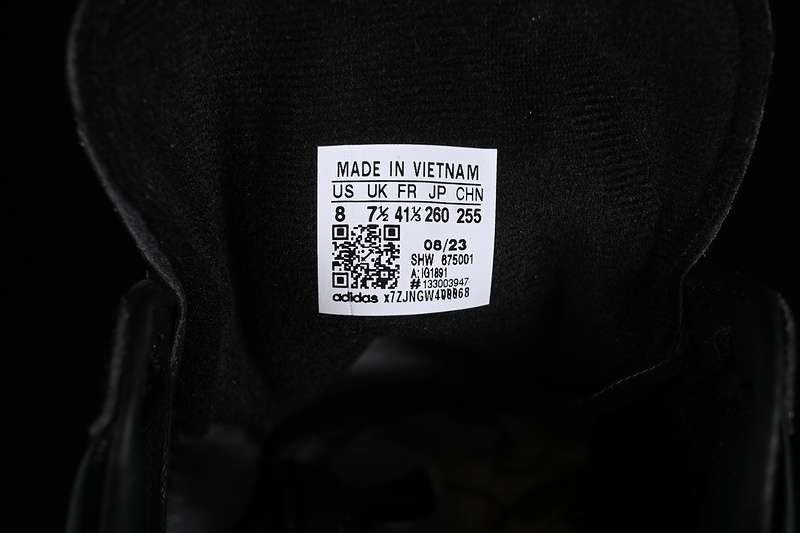 MADE IN VIETNAM
US UK FR JP CHN
8 7½ 41⅓ 260 255
08/23
SHW 675001
A: IG1891
# 133003947
adidas